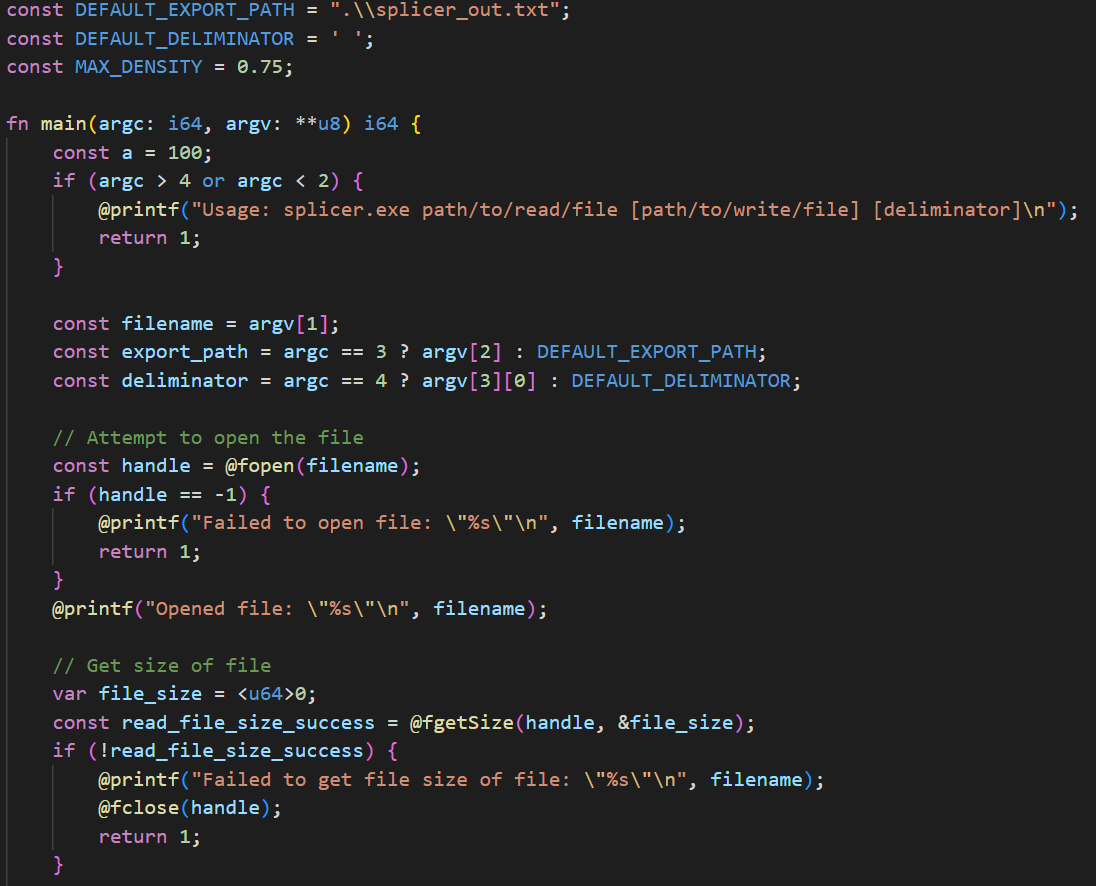 const DEFAULT_EXPORT_PATH = ".\\splicer_out.txt";
const DEFAULT_DELIMINATOR = ' ';
const MAX_DENSITY = 0.75;

fn main(argc: i64, argv: **u8) i64 {
    const a = 100;
    if (argc > 4 or argc < 2) {
        @printf("Usage: splicer.exe path/to/read/file [path/to/write/file] [deliminator]\n");
        return 1;
    }

    const filename = argv[1];
    const export_path = argc == 3 ? argv[2] : DEFAULT_EXPORT_PATH;
    const deliminator = argc == 4 ? argv[3][0] : DEFAULT_DELIMINATOR;

    // Attempt to open the file
    const handle = @fopen(filename);
    if (handle == -1) {
        @printf("Failed to open file: \"%s\"\n", filename);
        return 1;
    }
    @printf("Opened file: \"%s\"\n", filename);

    // Get size of file
    var file_size = <u64>0;
    const read_file_size_success = @fgetSize(handle, &file_size);
    if (!read_file_size_success) {
        @printf("Failed to get file size of file: \"%s\"\n", filename);
        @fclose(handle);
        return 1;
    }